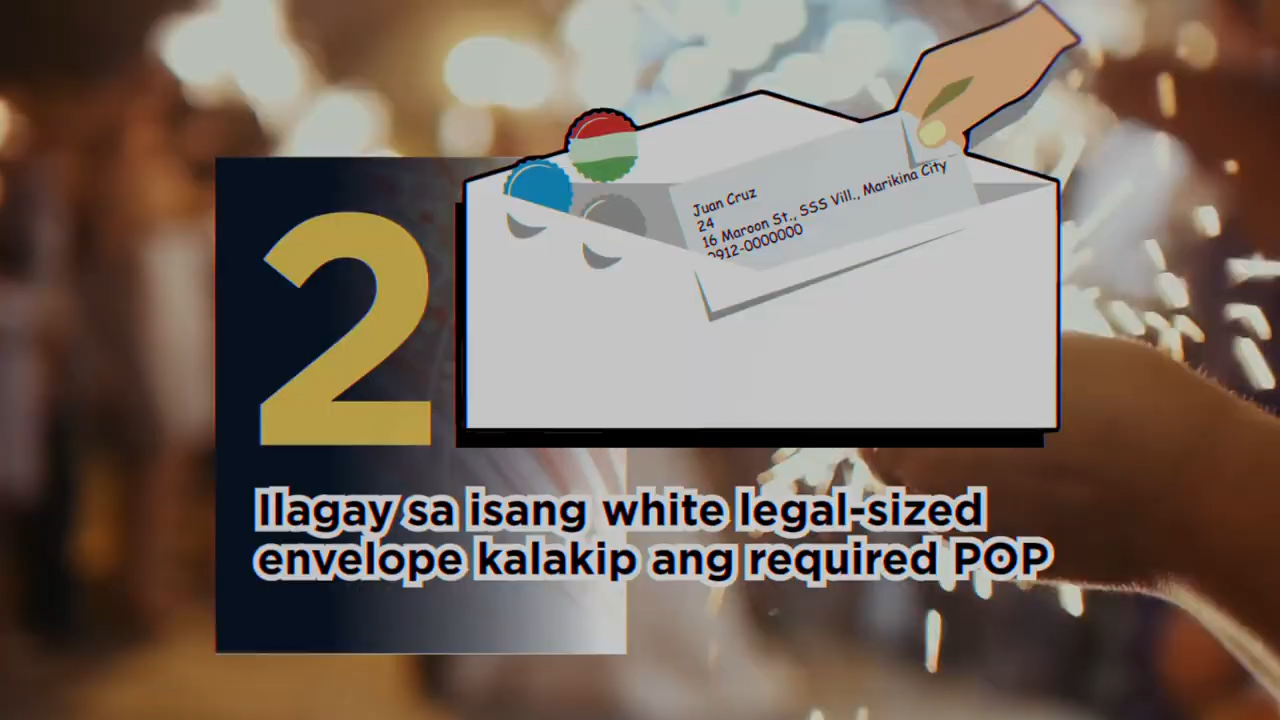 2
Juan Cruz
24
16 Maroon St., SSS Vill., Marikina City
0912-0000000
Ilagay sa isang white legal-sized
envelope kalakip ang required POP